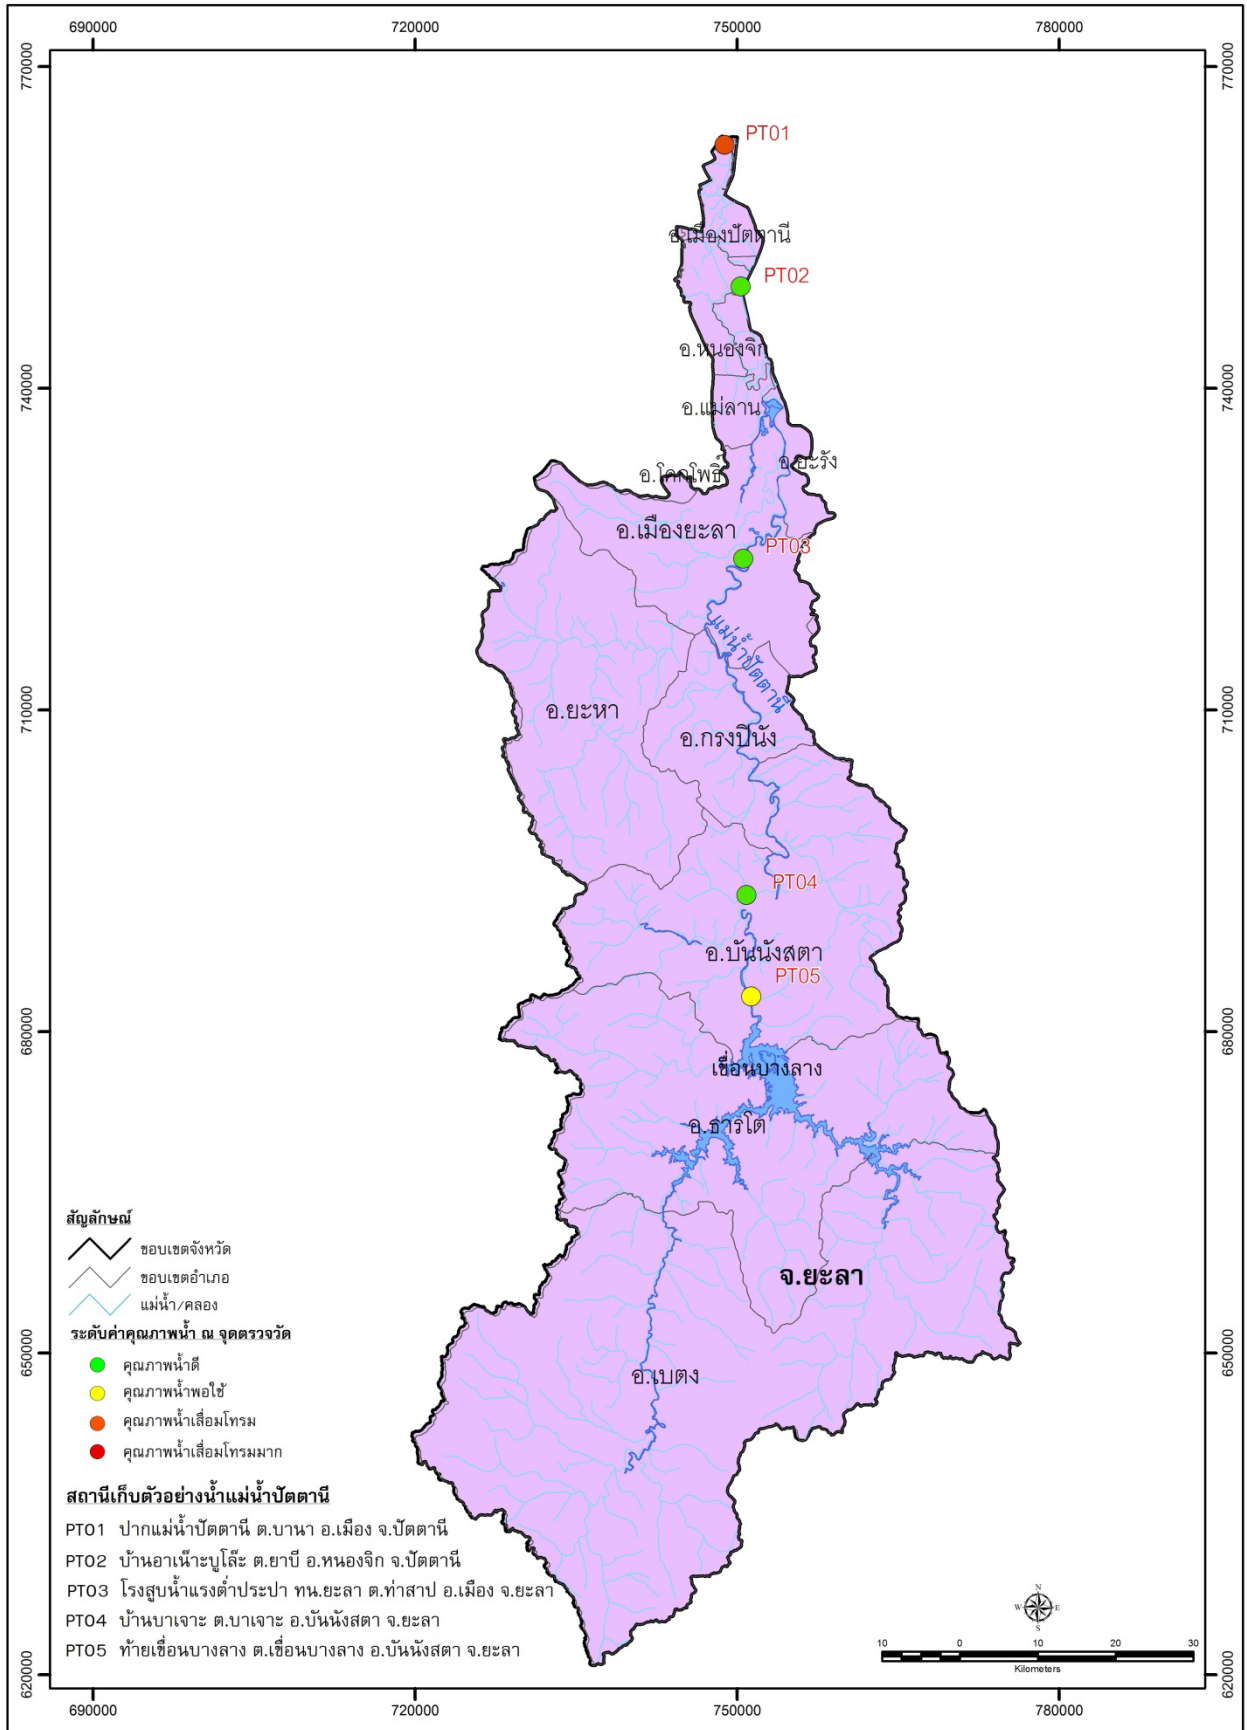 690000 720000 750000 780000
770000 770000
PT01
อ.เมืองปัตตานี
PT02
อ.หนองจิก
740000 740000
อ.แม่ลาน
อ.ยะรัง
อ.โคกโพธิ์
อ.เมืองยะลา
PT03
แม่น้ำปัตตานี
710000 710000
อ.ยะหา
อ.กรงปินัง
PT04
อ.บันนังสตา
PT05
680000 680000
เขื่อนบางลาง
อ.ธารโต
จ.ยะลา
อ.เบตง
650000 650000
สัญลักษณ์
ขอบเขตจังหวัด
ขอบเขตอำเภอ
แม่น้ำ/คลอง
ระดับค่าคุณภาพน้ำ ณ จุดตรวจวัด
คุณภาพน้ำดี
คุณภาพน้ำพอใช้
คุณภาพน้ำเสื่อมโทรม
คุณภาพน้ำเสื่อมโทรมมาก
สถานีเก็บตัวอย่างน้ำแม่น้ำปัตตานี
PT01 ปากแม่น้ำปัตตานี ต.บานา อ.เมือง จ.ปัตตานี
PT02 บ้านอาเน๊าะบูโล๊ะ ต.ยาบี อ.หนองจิก จ.ปัตตานี
PT03 โรงสูบน้ำแรงต่ำประปา ทน.ยะลา ต.ท่าสาป อ.เมือง จ.ยะลา
PT04 บ้านบาเจาะ ต.บาเจาะ อ.บันนังสตา จ.ยะลา
PT05 ท้ายเขื่อนบางลาง ต.เขื่อนบางลาง อ.บันนังสตา จ.ยะลา
N
W E
S
10 0 10 20 30
Kilometers
620000 620000
690000 720000 750000 780000